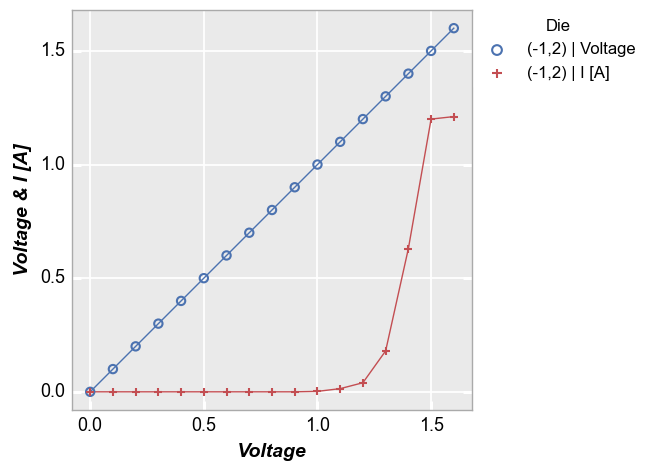 Die
(-1,2) | Voltage
(-1,2) | I [A]
Voltage & I [A]
1.5
1.0
0.5
0.0
0.0 0.5 1.0 1.5
Voltage